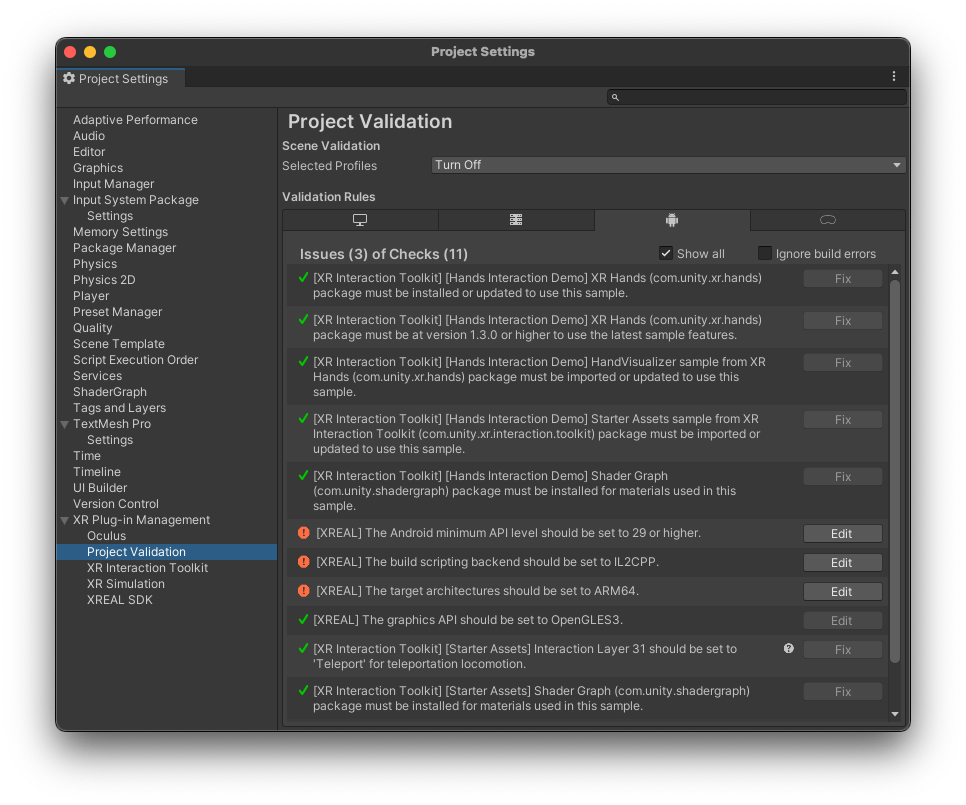 Project Settings
Project Settings
Adaptive Performance
Audio
Editor
Graphics
Input Manager
Input System Package
Settings
Memory Settings
Package Manager
Physics
Physics 2D
Player
Preset Manager
Quality
Scene Template
Script Execution Order
Services
ShaderGraph
Tags and Layers
TextMesh Pro
Settings
Time
Timeline
UI Builder
Version Control
XR Plug-in Management
Oculus
Project Validation
XR Interaction Toolkit
XR Simulation
XREAL SDK
Project Validation
Scene Validation
Selected Profiles Turn Off
Validation Rules
Issues (3) of Checks (11) Show all Ignore build errors
[XR Interaction Toolkit] [Hands Interaction Demo] XR Hands (com.unity.xr.hands) Fix
package must be installed or updated to use this sample.
[XR Interaction Toolkit] [Hands Interaction Demo] XR Hands (com.unity.xr.hands) Fix
package must be at version 1.3.0 or higher to use the latest sample features.
[XR Interaction Toolkit] [Hands Interaction Demo] HandVisualizer sample from XR Fix
Hands (com.unity.xr.hands) package must be imported or updated to use this
sample.
[XR Interaction Toolkit] [Hands Interaction Demo] Starter Assets sample from XR Fix
Interaction Toolkit (com.unity.xr.interaction.toolkit) package must be imported or
updated to use this sample.
[XR Interaction Toolkit] [Hands Interaction Demo] Shader Graph Fix
(com.unity.shadergraph) package must be installed for materials used in this
sample.
[XREAL] The Android minimum API level should be set to 29 or higher. Edit
[XREAL] The build scripting backend should be set to IL2CPP. Edit
[XREAL] The target architectures should be set to ARM64. Edit
[XREAL] The graphics API should be set to OpenGLES3. Edit
[XR Interaction Toolkit] [Starter Assets] Interaction Layer 31 should be set to Fix
'Teleport' for teleportation locomotion.
[XR Interaction Toolkit] [Starter Assets] Shader Graph (com.unity.shadergraph) Fix
package must be installed for materials used in this sample.